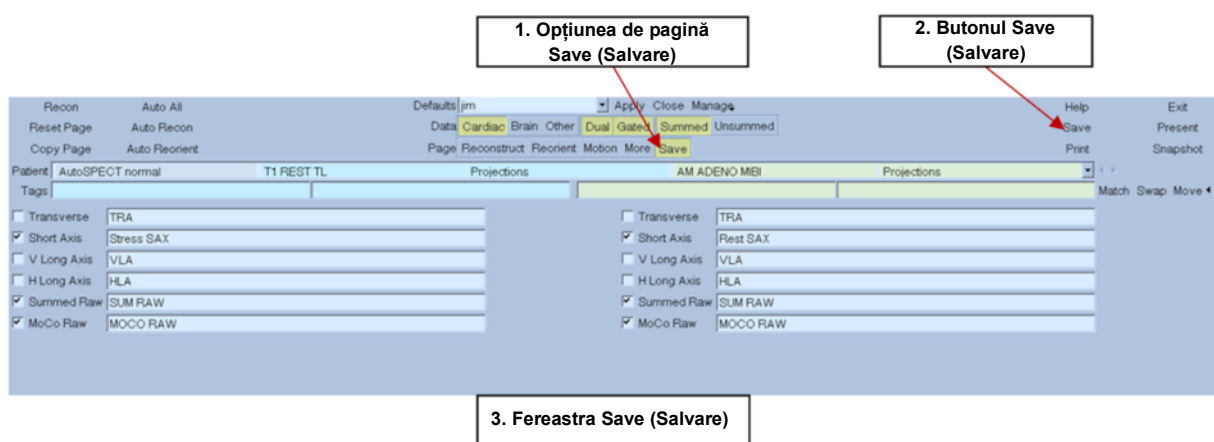 1. Opțiunea de pagină
Save (Salvare)
2. Butonul Save
(Salvare)
Recon Auto All Defaults jim Apply Close Manage Help Exit
Reset Page Auto Recon Data Cardiac Brain Other Dual Gated Summed Unsummed Save Present
Copy Page Auto Reorient Page Reconstruct Reorient Motion More Save Print Snapshot
Patient AutoSPECT normal T1 REST TL Projections AM ADENO MIBI Projections
Tags Match Swap Move
Transverse TRA Transverse TRA
Short Axis Stress SAX Short Axis Rest SAX
V Long Axis VLA V Long Axis VLA
H Long Axis HLA H Long Axis HLA
Summed Raw SUM RAW Summed Raw SUM RAW
MoCo Raw MOCO RAW MoCo Raw MOCO RAW
3. Fereastra Save (Salvare)